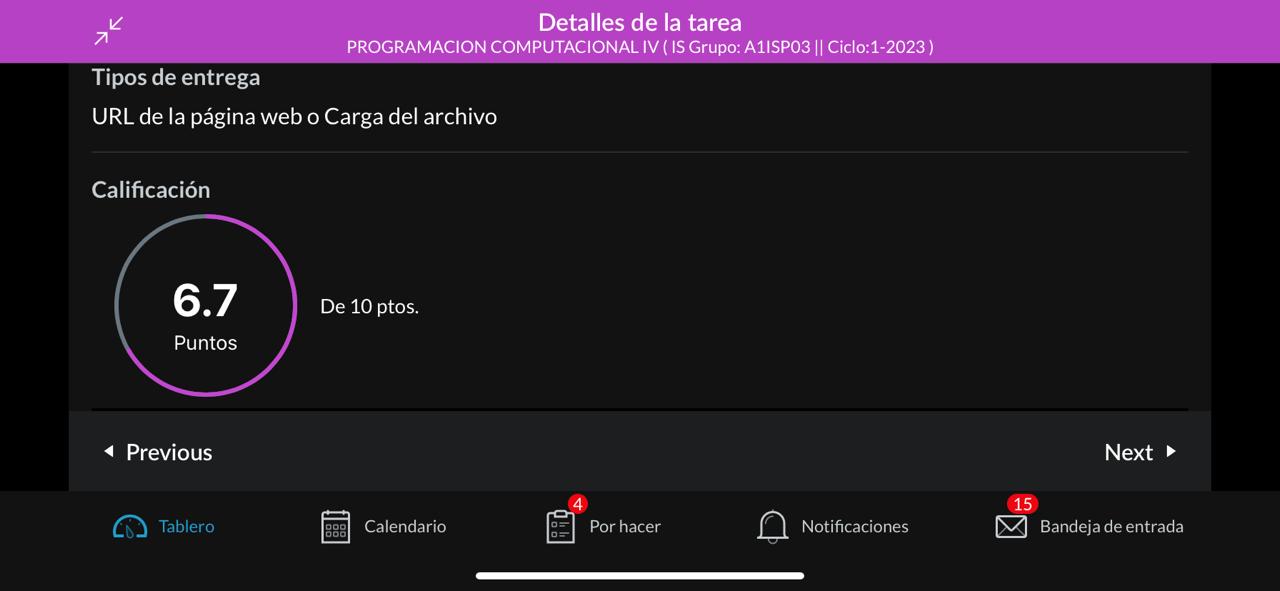 Detalles de la tarea
PROGRAMACION COMPUTACIONAL IV ( IS Grupo: A1ISP03 || Ciclo:1-2023 )
Tipos de entrega
URL de la página web o Carga del archivo
Calificación
6.7
Puntos
De 10 ptos.
Previous
Next
Tablero
Calendario
4
Por hacer
Notificaciones
15
Bandeja de entrada